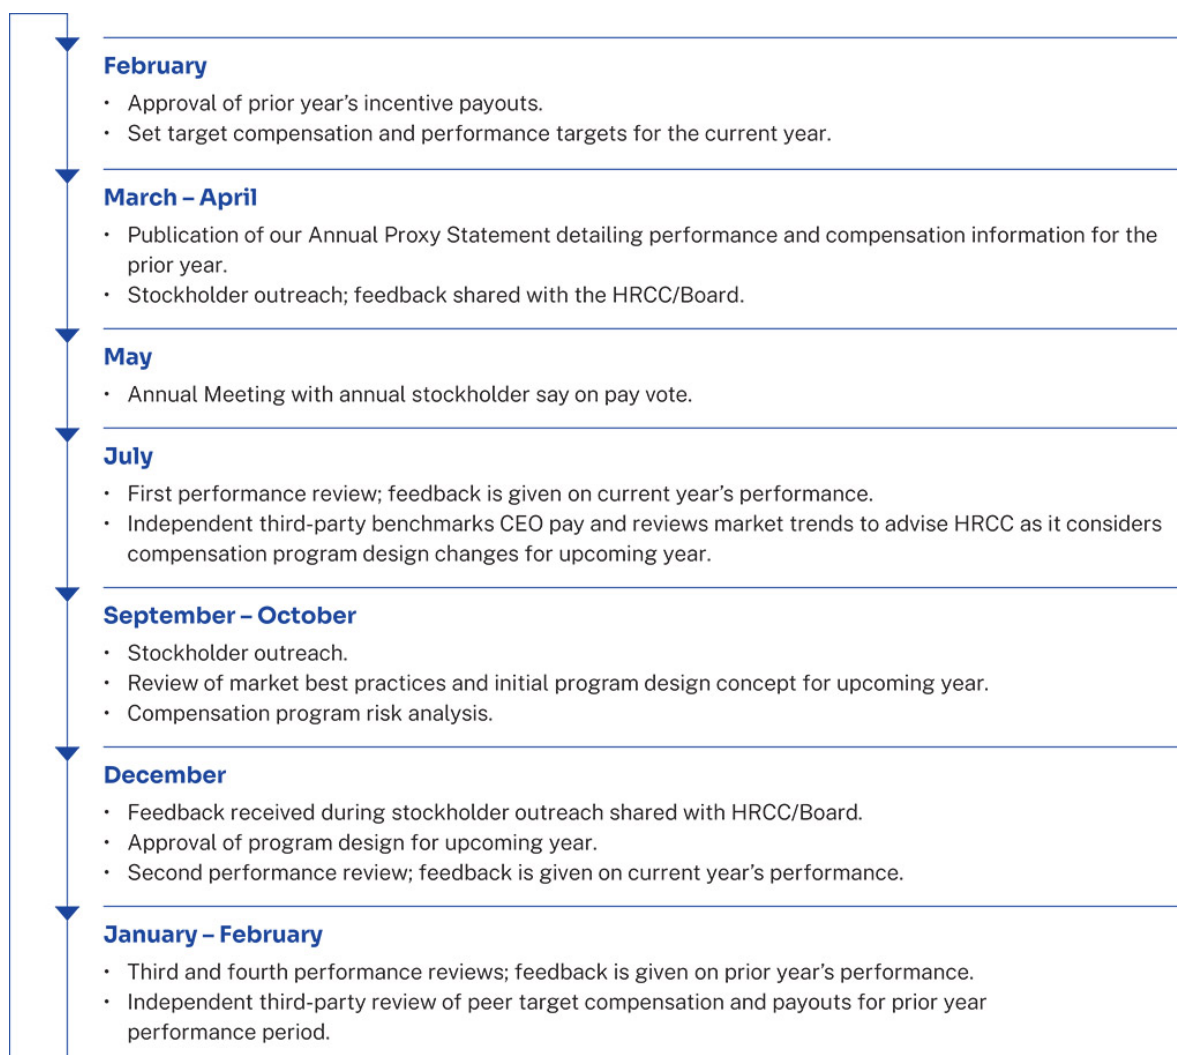 February
• Approval of prior year’s incentive payouts.
• Set target compensation and performance targets for the current year.
March – April
• Publication of our Annual Proxy Statement detailing performance and compensation information for the
prior year.
• Stockholder outreach; feedback shared with the HRCC/Board.
May
• Annual Meeting with annual stockholder say on pay vote.
July
• First performance review; feedback is given on current year’s performance.
• Independent third-party benchmarks CEO pay and reviews market trends to advise HRCC as it considers
compensation program design changes for upcoming year.
September – October
• Stockholder outreach.
• Review of market best practices and initial program design concept for upcoming year.
• Compensation program risk analysis.
December
• Feedback received during stockholder outreach shared with HRCC/Board.
• Approval of program design for upcoming year.
• Second performance review; feedback is given on current year’s performance.
January – February
• Third and fourth performance reviews; feedback is given on prior year’s performance.
• Independent third-party review of peer target compensation and payouts for prior year
performance period.